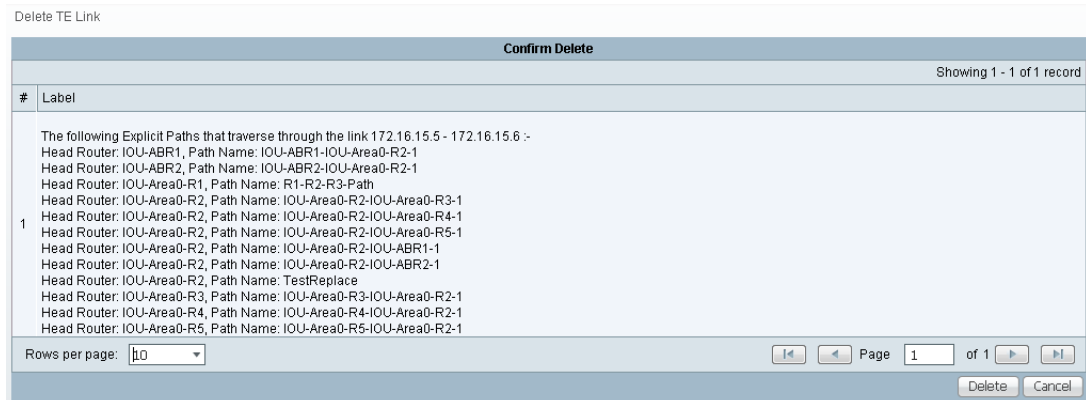 Delete TE Link
Confirm Delete
Showing 1 - 1 of 1 record
# Label
1
The following Explicit Paths that traverse through the link 172.16.15.5 - 172.16.15.6 :-
Head Router: IOU-ABR1, Path Name: IOU-ABR1-IOU-Area0-R2-1
Head Router: IOU-ABR2, Path Name: IOU-ABR2-IOU-Area0-R2-1
Head Router: IOU-Area0-R1, Path Name: R1-R2-R3-Path
Head Router: IOU-Area0-R2, Path Name: IOU-Area0-R2-IOU-Area0-R3-1
Head Router: IOU-Area0-R2, Path Name: IOU-Area0-R2-IOU-Area0-R4-1
Head Router: IOU-Area0-R2, Path Name: IOU-Area0-R2-IOU-Area0-R5-1
Head Router: IOU-Area0-R2, Path Name: IOU-Area0-R2-IOU-ABR1-1
Head Router: IOU-Area0-R2, Path Name: IOU-Area0-R2-IOU-ABR2-1
Head Router: IOU-Area0-R2, Path Name: TestReplace
Head Router: IOU-Area0-R3, Path Name: IOU-Area0-R3-IOU-Area0-R2-1
Head Router: IOU-Area0-R4, Path Name: IOU-Area0-R4-IOU-Area0-R2-1
Head Router: IOU-Area0-R5, Path Name: IOU-Area0-R5-IOU-Area0-R2-1
Rows per page: 10 Page 1 of 1
Delete Cancel